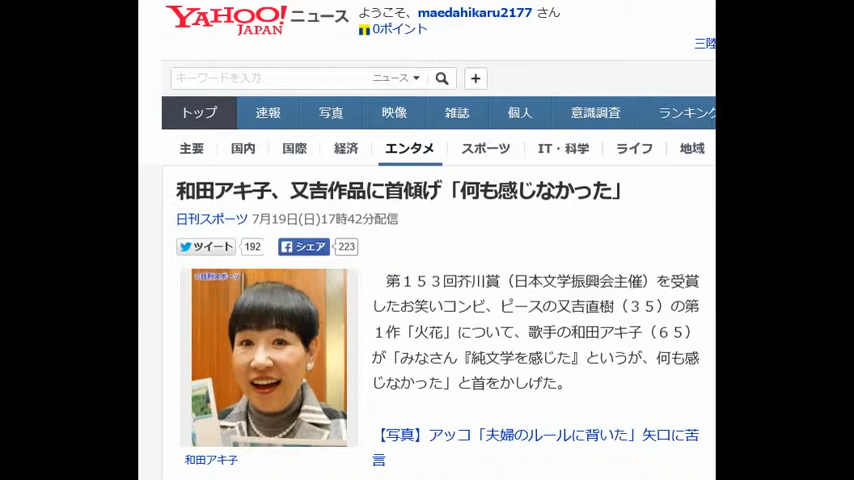 YAHOO! JAPAN ニュース
ようこそ、maedahikaru2177 さん
0ポイント
三陸
キーワードを入力 ニュース
トップ 速報 写真 映像 雑誌 個人 意識調査 ランキング
主要 国内 国際 経済 エンタメ スポーツ IT・科学 ライフ 地域
和田アキ子、又吉作品に首傾げ「何も感じなかった」
日刊スポーツ 7月19日(日)17時42分配信
ツイート 192 シェア 223
©日刊スポーツ
第１５３回芥川賞（日本文学振興会主催）を受賞
したお笑いコンビ、ピースの又吉直樹（３５）の第
１作「火花」について、歌手の和田アキ子（６５）
が「みなさん『純文学を感じた』というが、何も感
じなかった」と首をかしげた。
【写真】アッコ「夫婦のルールに背いた」矢口に苦
言
和田アキ子